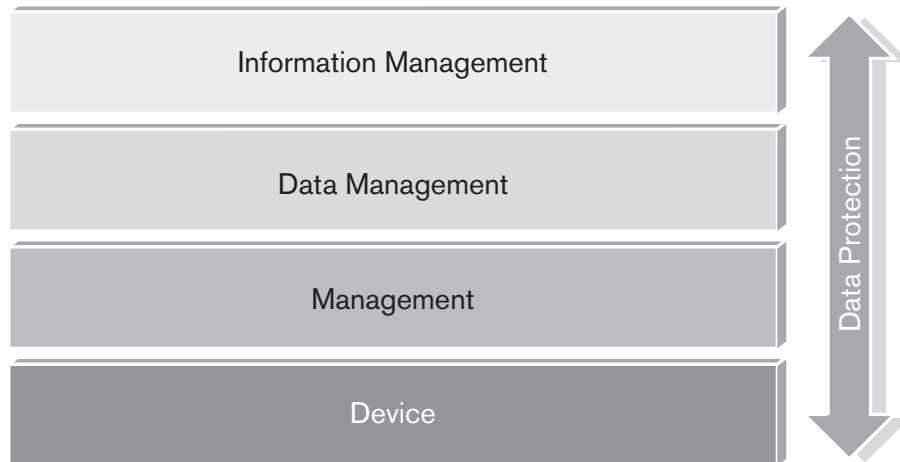 Information Management
Data Management
Management
Device
Data Protection